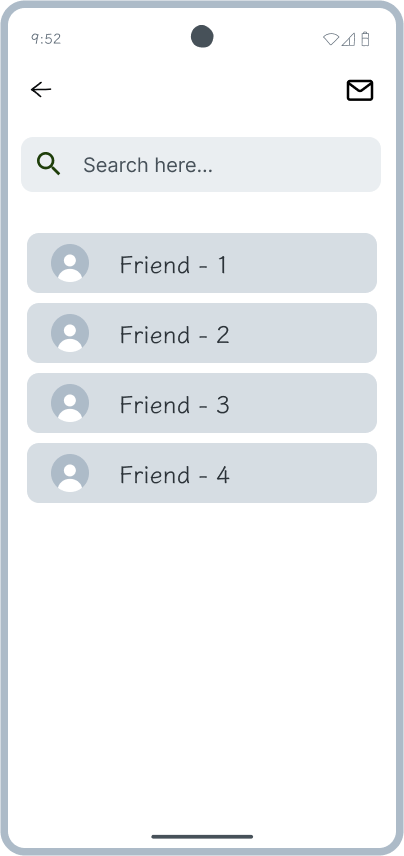 9:52
Search here...
Friend - 1
Friend - 2
Friend - 3
Friend - 4